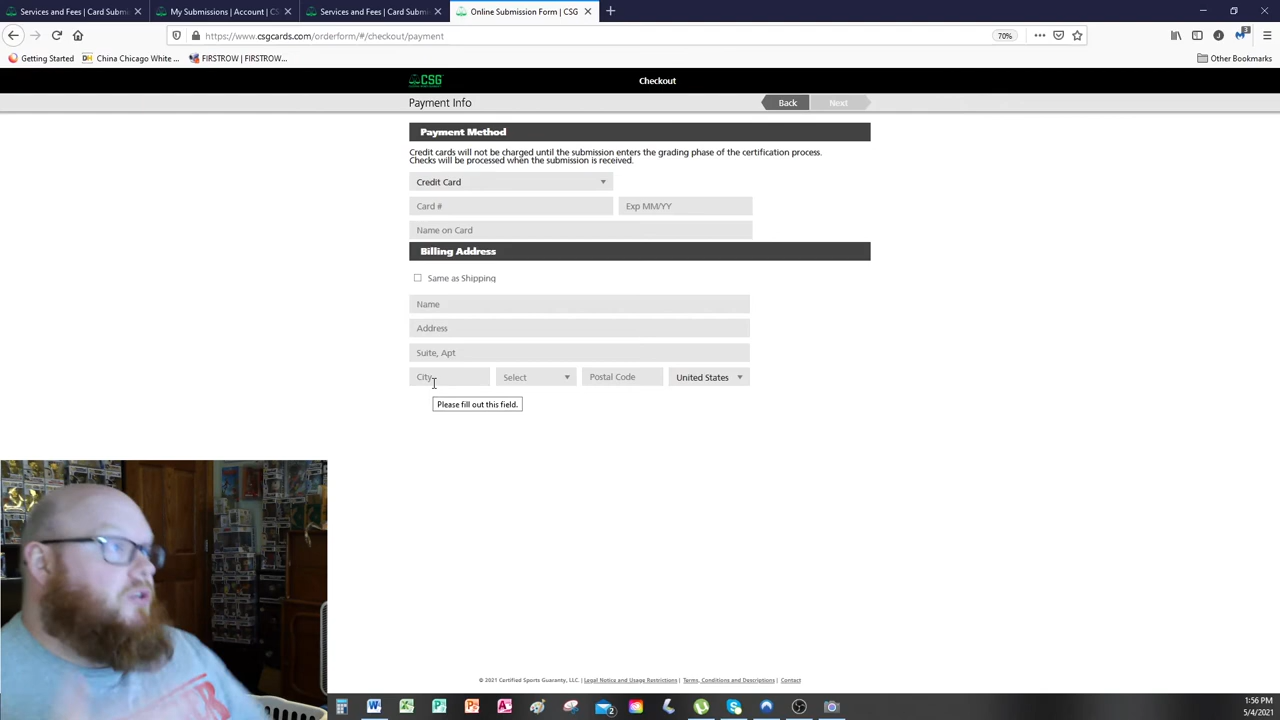 Services and Fees | Card Submi
My Submissions | Account | CS
Services and Fees | Card Submi
Online Submission Form | CSG
https://www.csgcards.com/orderform/#/checkout/payment
70%
Getting Started
China Chicago White ...
FIRSTROW | FIRSTROW...
Other Bookmarks
CSG
Checkout
Payment Info
Back
Next
Payment Method
Credit cards will not be charged until the submission enters the grading phase of the certification process.
Checks will be processed when the submission is received.
Credit Card
Card #
Exp MM/YY
Name on Card
Billing Address
Same as Shipping
Name
Address
Suite, Apt
City
Select
Postal Code
United States
Please fill out this field.
© 2021 Certified Sports Guaranty, LLC. | Legal Notice and Usage Restrictions | Terms, Conditions and Descriptions | Contact
1:56 PM
5/4/2021